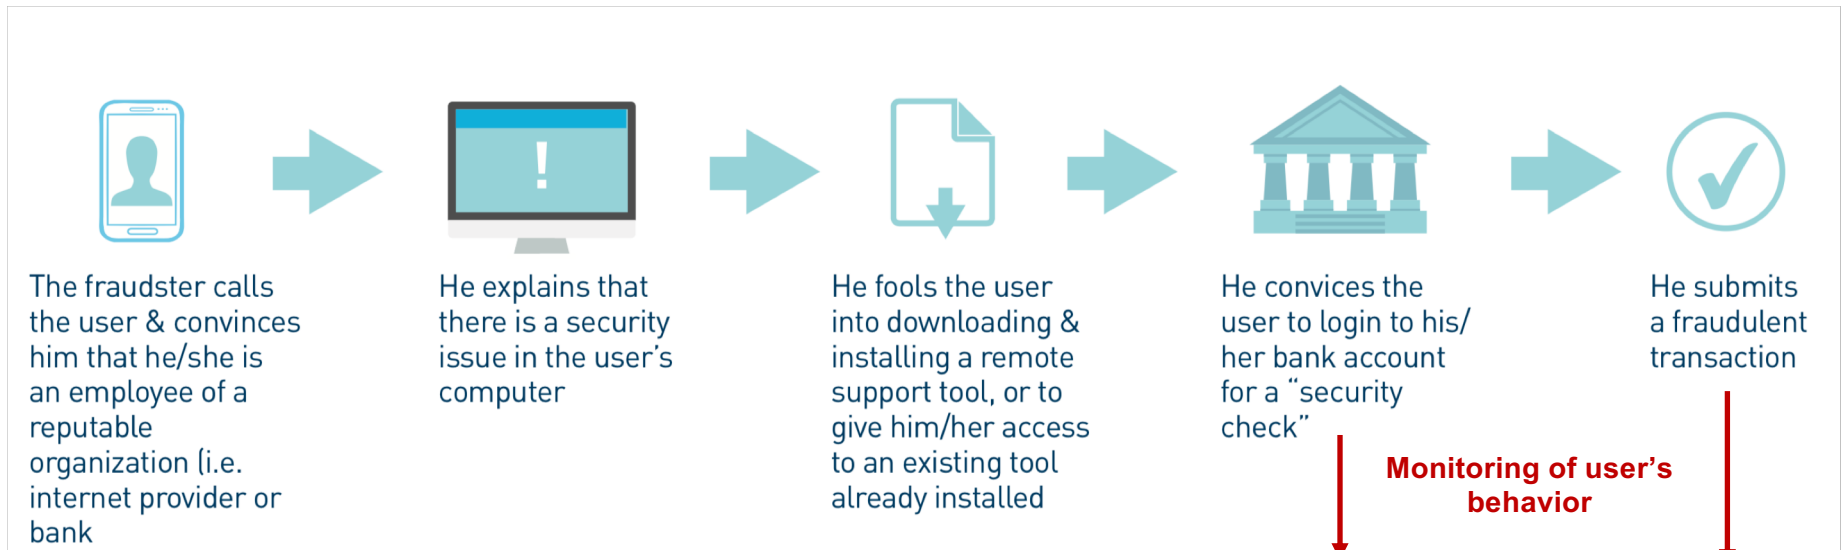 !
The fraudster calls
the user & convinces
him that he/she is
an employee of a
reputable
organization (i.e.
internet provider or
bank
He explains that
there is a security
issue in the user's
computer
He fools the user
into downloading &
installing a remote
support tool, or to
give him/her access
to an existing tool
already installed
He convices the
user to login to his/
her bank account
for a “security
check”
He submits
a fraudulent
transaction
Monitoring of user's
behavior